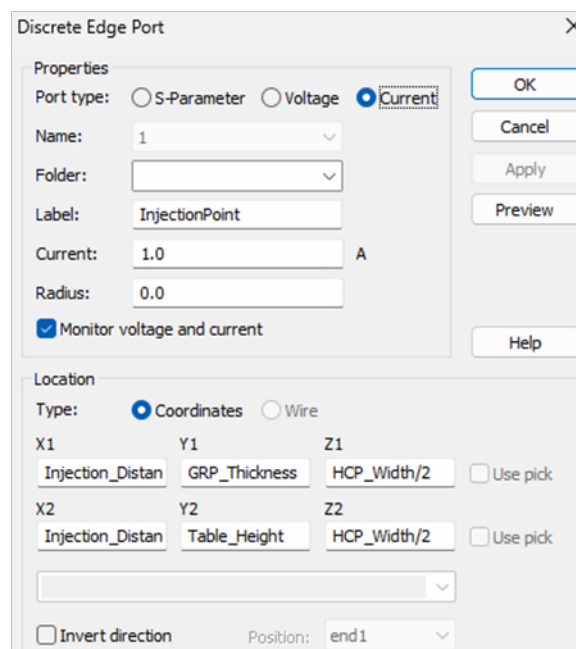 Discrete Edge Port
Properties
Port type: S-Parameter Voltage Current
Name: 1
Folder:
Label: InjectionPoint
Current: 1.0 A
Radius: 0.0
Monitor voltage and current
OK
Cancel
Apply
Preview
Help
Location
Type: Coordinates Wire
X1 Y1 Z1
Injection_Distan GRP_Thickness HCP_Width/2 Use pick
X2 Y2 Z2
Injection_Distan Table_Height HCP_Width/2 Use pick
Invert direction Position: end1